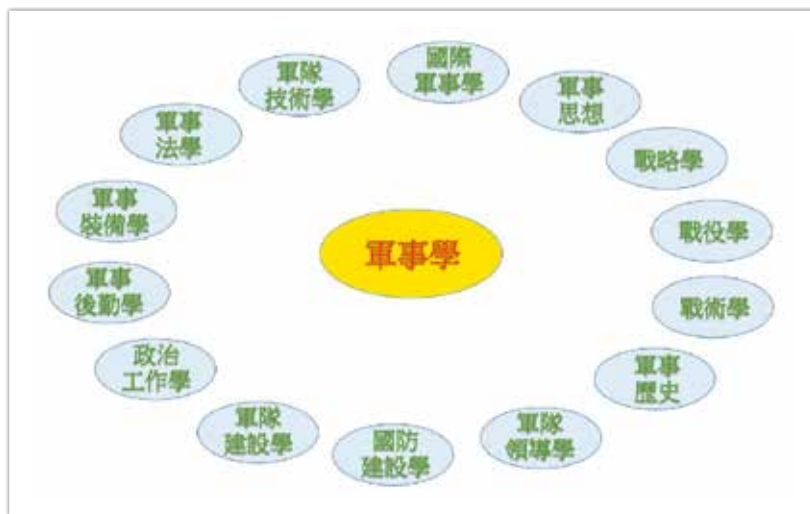 國際
軍事學
軍事
思想
戰略學
戰役學
戰術學
軍事
歷史
軍隊
領導學
國防
建設學
軍隊
建設學
政治
工作學
軍事
後勤學
軍事
裝備學
軍事
法學
軍隊
技術學
軍事學